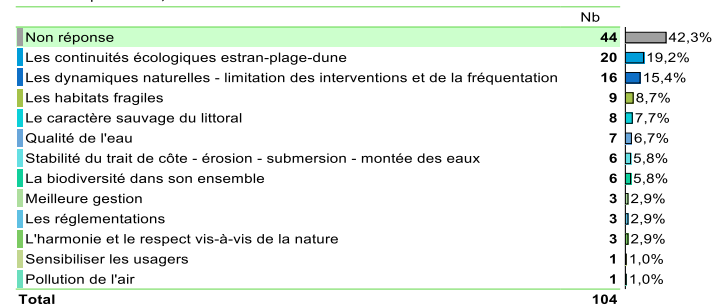 Nb
Non réponse 44 42,3%
Les continuités écologiques estran-plage-dune 20 19,2%
Les dynamiques naturelles - limitation des interventions et de la fréquentation 16 15,4%
Les habitats fragiles 9 8,7%
Le caractère sauvage du littoral 8 7,7%
Qualité de l'eau 7 6,7%
Stabilité du trait de côte - érosion - submersion - montée des eaux 6 5,8%
La biodiversité dans son ensemble 6 5,8%
Meilleure gestion 3 2,9%
Les réglementations 3 2,9%
L'harmonie et le respect vis-à-vis de la nature 3 2,9%
Sensibiliser les usagers 1 1,0%
Pollution de l'air 1 1,0%
Total 104